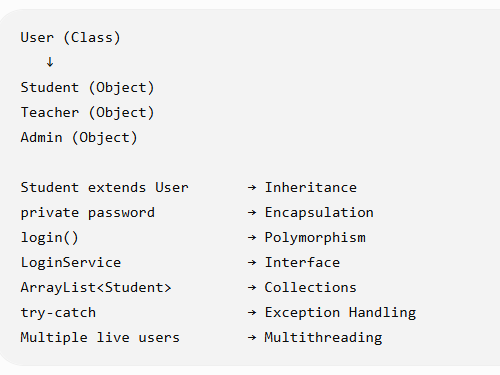 User (Class)
↓
Student (Object)
Teacher (Object)
Admin (Object)
Student extends User → Inheritance
private password → Encapsulation
login() → Polymorphism
LoginService → Interface
ArrayList<Student> → Collections
try-catch → Exception Handling
Multiple live users → Multithreading